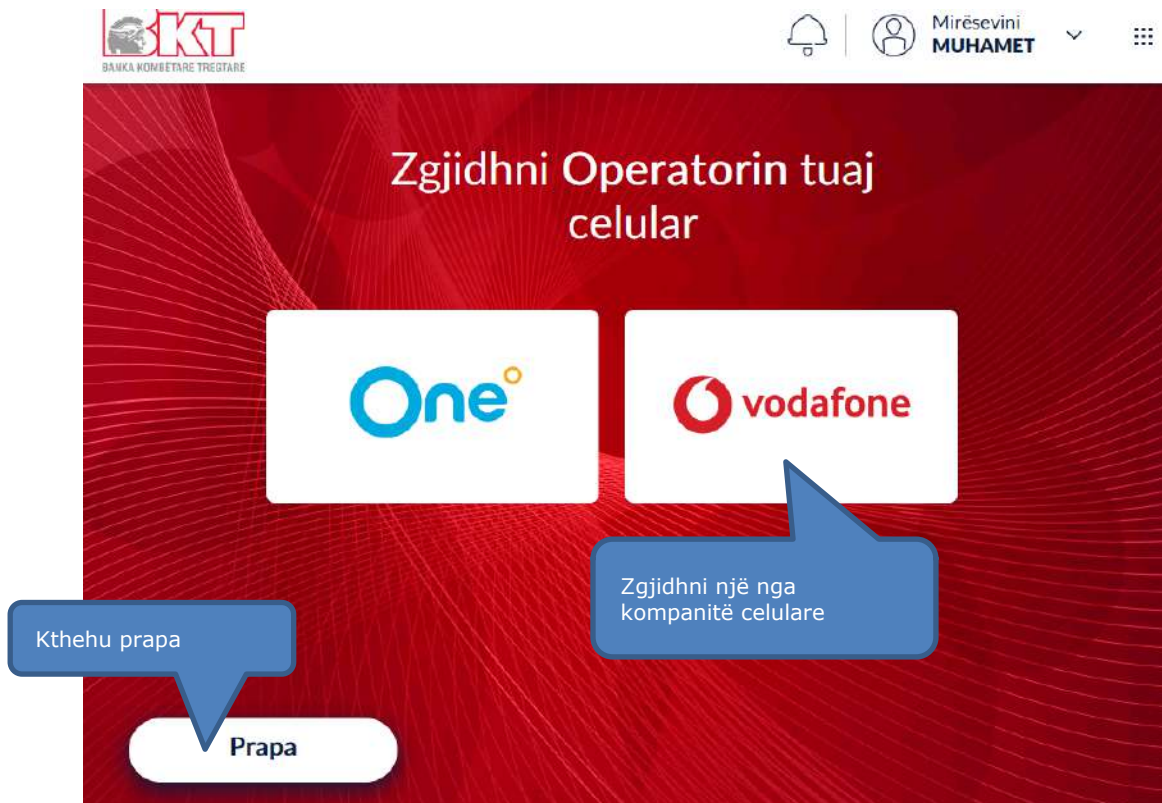 BKT
BANKA KOMBETARE TREGTARE
Mirësevini
MUHAMET
Zgjidhni Operatorin tuaj
celular
One
vodafone
Zgjidhni një nga
kompanitë celulare
Kthehu prapa
Prapa